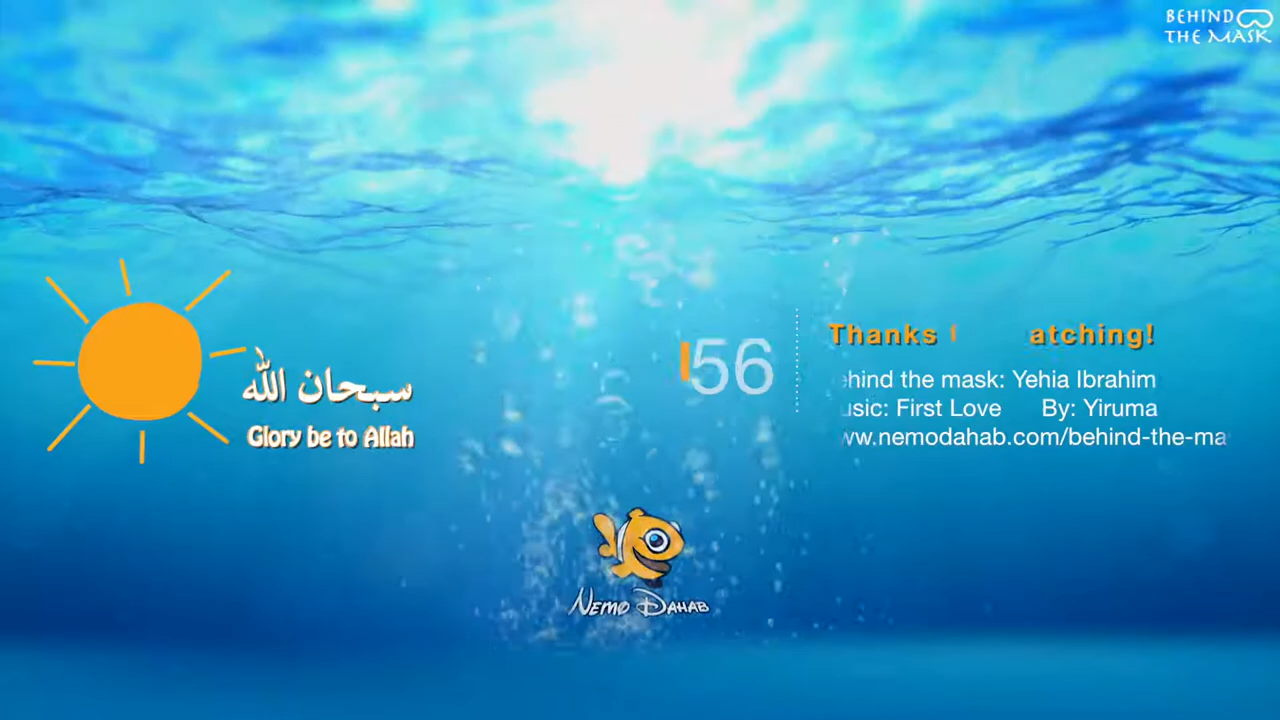 BEHIND
THE MASK
سبحان الله
Glory be to Allah
56
Thanks atching!
ehind the mask: Yehia Ibrahim
usic: First Love By: Yiruma
ww.nemodahab.com/behind-the-ma
Nemo Dahab